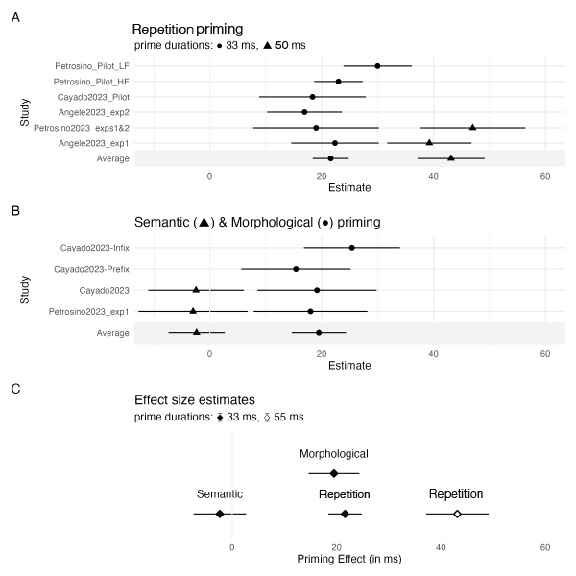 A
Repetition priming
prime durations: ● 33 ms, ▲ 50 ms
Petrosino_Pilot_LF
Petrosino_Pilot_HF
Cayado2023_Pilot
Angele2023_exp2
Petrosino2023_exps1&2
Angele2023_exp1
Average
Study
0 20 40 60
Estimate
B
Semantic (▲) & Morphological (●) priming
Cayado2023-Infix
Cayado2023-Prefix
Cayado2023
Petrosino2023_exp1
Average
Study
0 20 40 60
Estimate
C
Effect size estimates
prime durations: ◆ 33 ms, ◇ 55 ms
Morphological
Semantic Repetition Repetition
0 20 40 60
Priming Effect (in ms)